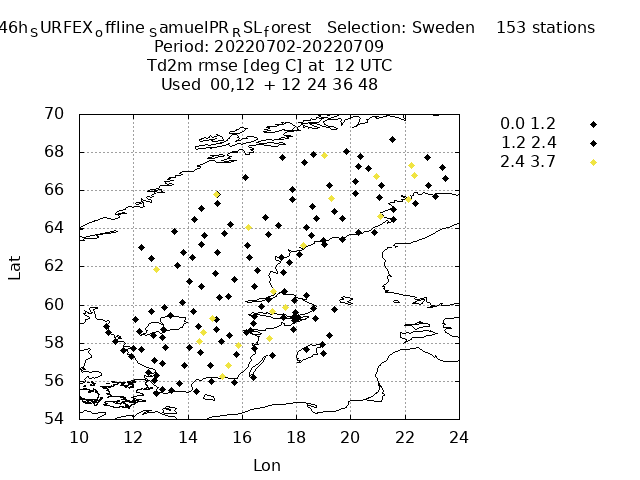 46h SURFEX offline SamuelPR RSL forest Selection: Sweden 153 stations
Period: 20220702-20220709
Td2m rmse [deg C] at 12 UTC
Used 00,12 + 12 24 36 48
70
68
66
64
62
60
58
56
54
10 12 14 16 18 20 22 24
Lat
Lon
0.0 1.2
1.2 2.4
2.4 3.7